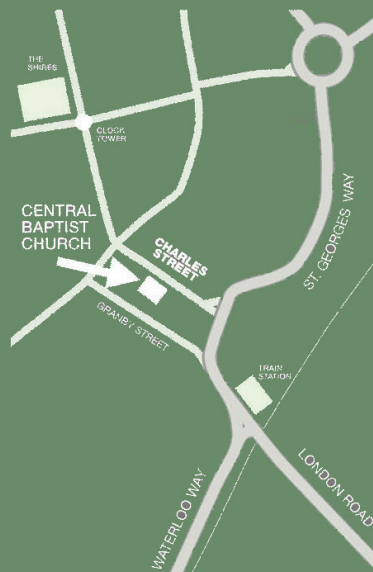 THE
SHIRES
CLOCK
TOWER
CENTRAL
BAPTIST
CHURCH
CHARLES
STREET
GRANBY STREET
ST. GEORGES WAY
TRAIN
STATION
LONDON ROAD
WATERLOO WAY